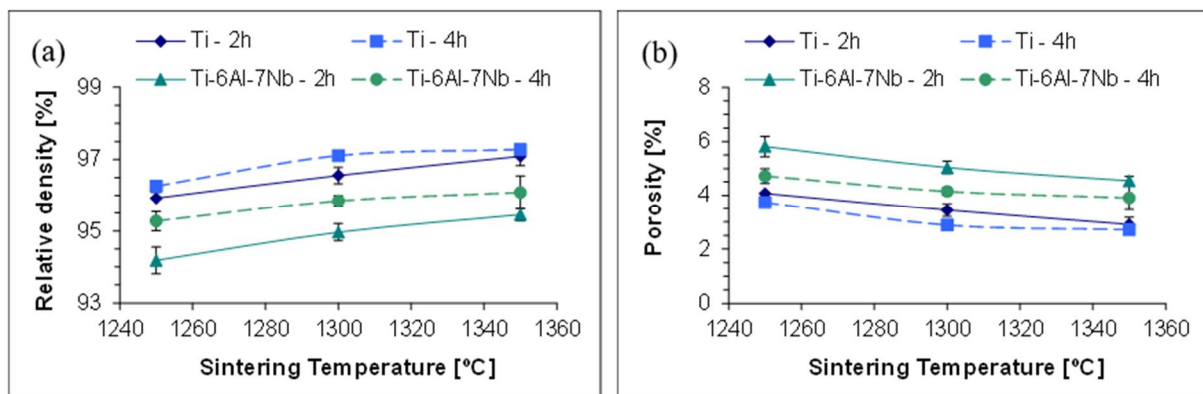 (a)
Ti - 2h
Ti - 4h
Ti-6Al-7Nb - 2h
Ti-6Al-7Nb - 4h
Relative density [%]
99
97
95
93
1240 1260 1280 1300 1320 1340 1360
Sintering Temperature [ºC]
(b)
Ti - 2h
Ti - 4h
Ti-6Al-7Nb - 2h
Ti-6Al-7Nb - 4h
Porosity [%]
8
6
4
2
0
1240 1260 1280 1300 1320 1340 1360
Sintering Temperature [ºC]